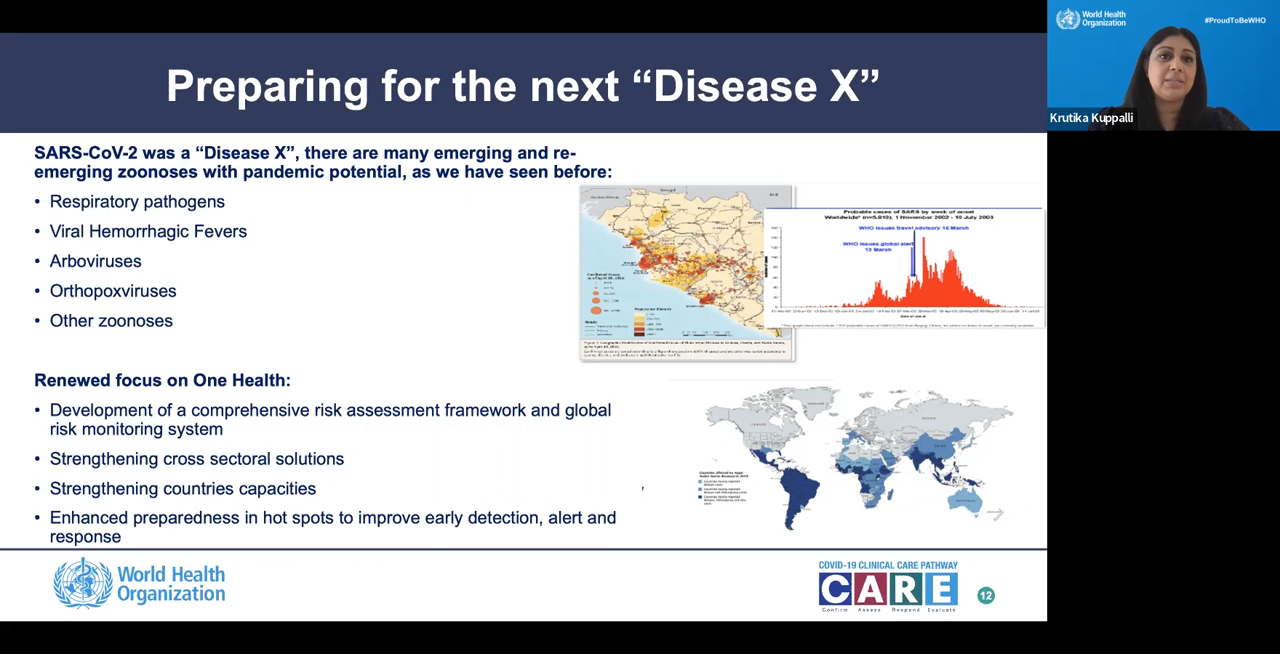 World Health
Organization
#ProudToBeWHO
Krutika Kuppalli
Preparing for the next “Disease X”
SARS-CoV-2 was a “Disease X”, there are many emerging and re-
emerging zoonoses with pandemic potential, as we have seen before:
• Respiratory pathogens
• Viral Hemorrhagic Fevers
• Arboviruses
• Orthopoxviruses
• Other zoonoses
Probable cases of SARS by week of onset
Worldwide* (n=5,910), 1 November 2002 - 10 July 2003
WHO issues travel advisory 15 March
WHO issues global alert
12 March
Renewed focus on One Health:
• Development of a comprehensive risk assessment framework and global
risk monitoring system
• Strengthening cross sectoral solutions
• Strengthening countries capacities
• Enhanced preparedness in hot spots to improve early detection, alert and
response
World Health
Organization
COVID-19 CLINICAL CARE PATHWAY
CARE
Confirm Assess Respond Evaluate
12